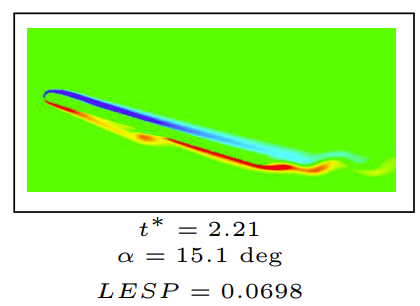 t* = 2.21
α = 15.1 deg
LESP = 0.0698